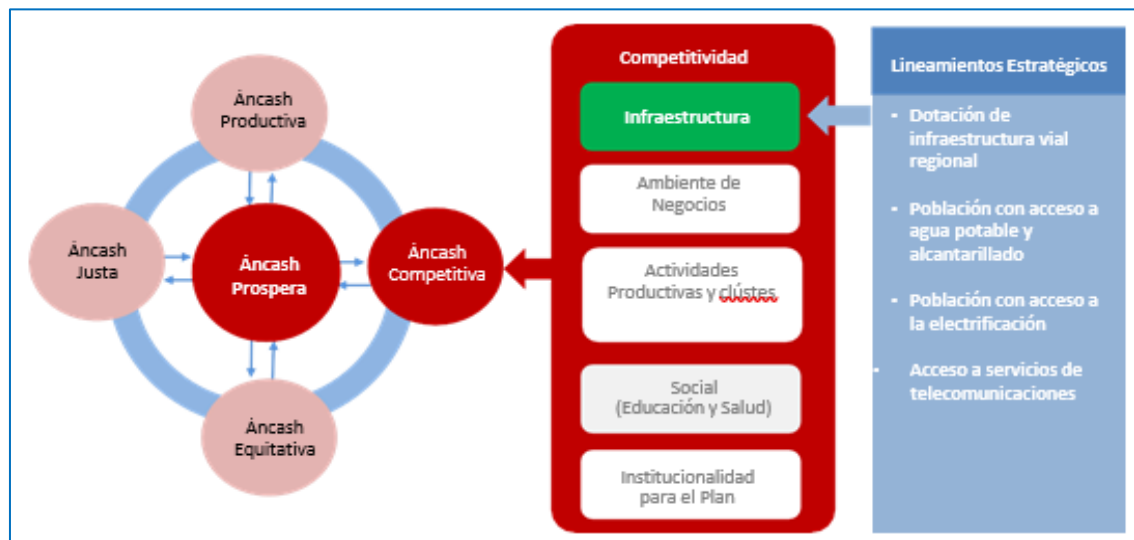 Áncash
Productiva
Áncash
Justa
Áncash
Prospera
Áncash
Competitiva
Áncash
Equitativa
Competitividad
Infraestructura
Ambiente de
Negocios
Actividades
Productivas y clústes
Social
(Educación y Salud)
Institucionalidad
para el Plan
Lineamientos Estratégicos
• Dotación de
infraestructura vial
regional
• Población con acceso a
agua potable y
alcantarillado
• Población con acceso a
la electrificación
• Acceso a servicios de
telecomunicaciones